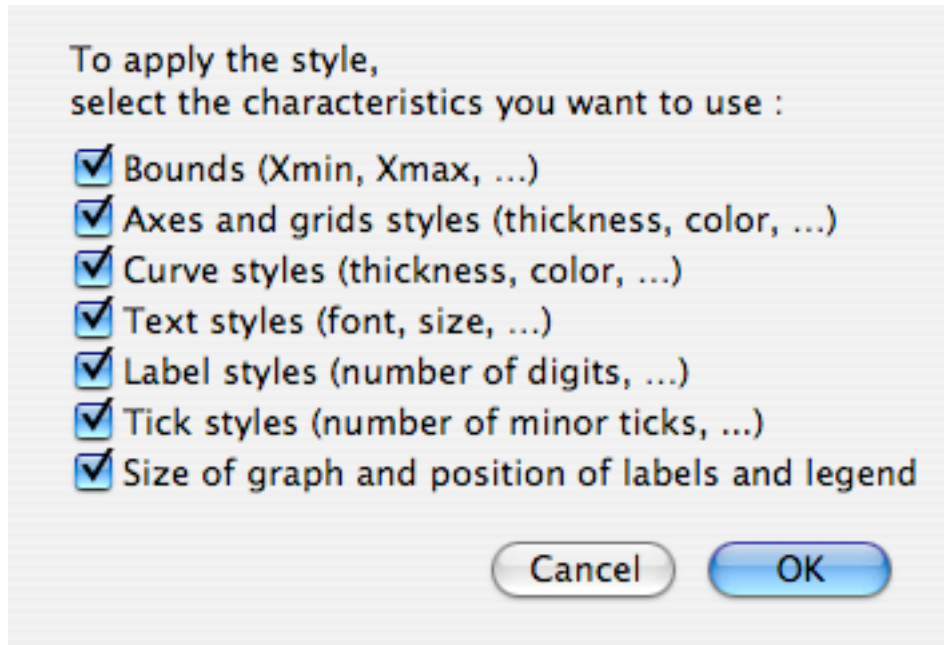 To apply the style,
select the characteristics you want to use :
Bounds (Xmin, Xmax, ...)
Axes and grids styles (thickness, color, ...)
Curve styles (thickness, color, ...)
Text styles (font, size, ...)
Label styles (number of digits, ...)
Tick styles (number of minor ticks, ...)
Size of graph and position of labels and legend
Cancel OK